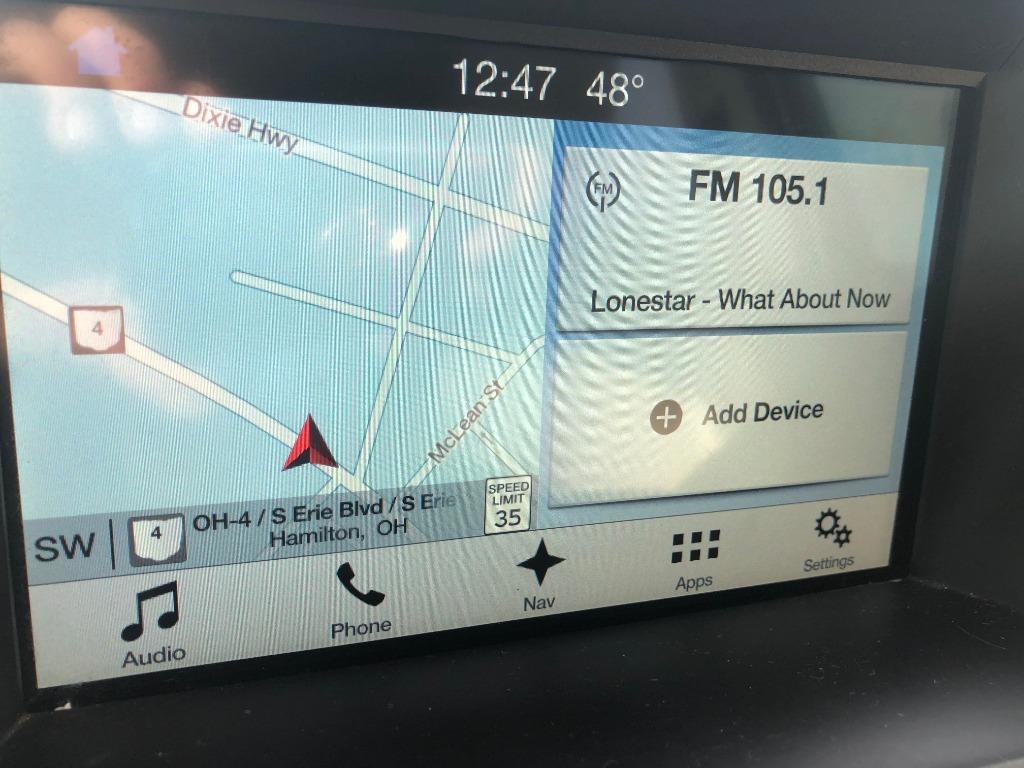 12:47 48°
Dixie Hwy
FM
FM 105.1
Lonestar - What About Now
4
Add Device
McLean St
SPEED
LIMIT
35
SW
4
OH-4 / S Erie Blvd / S Erie
Hamilton, OH
Audio
Phone
Nav
Apps
Settings